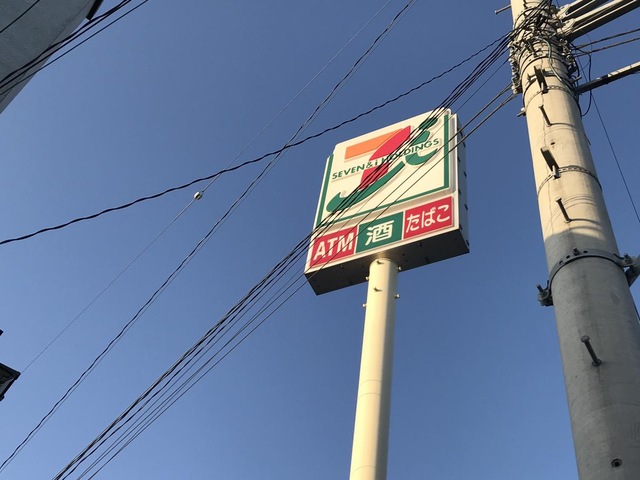 SEVEN&i HOLDINGS
ATM 酒 たばこ